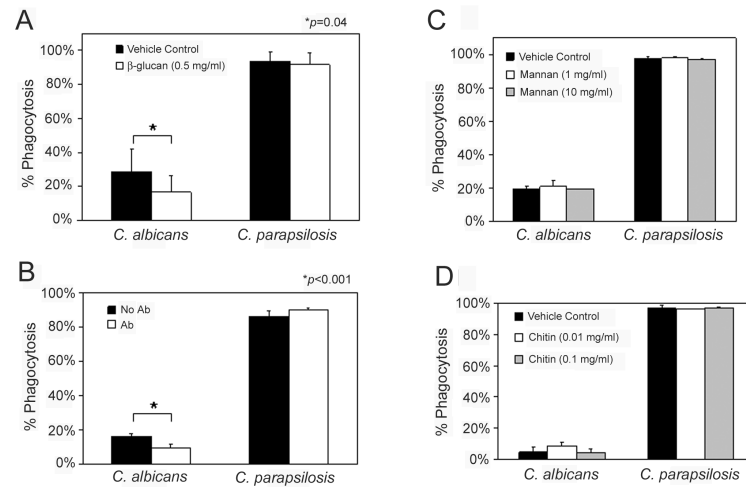 A
*p=0.04
100%
80%
60%
40%
20%
0%
% Phagocytosis
Vehicle Control
β-glucan (0.5 mg/ml)
*
C. albicans
C. parapsilosis
B
*p<0.001
100%
80%
60%
40%
20%
0%
% Phagocytosis
No Ab
Ab
*
C. albicans
C. parapsilosis
C
100%
80%
60%
40%
20%
0%
% Phagocytosis
Vehicle Control
Mannan (1 mg/ml)
Mannan (10 mg/ml)
C. albicans
C. parapsilosis
D
100%
80%
60%
40%
20%
0%
% Phagocytosis
Vehicle Control
Chitin (0.01 mg/ml)
Chitin (0.1 mg/ml)
C. albicans
C. parapsilosis